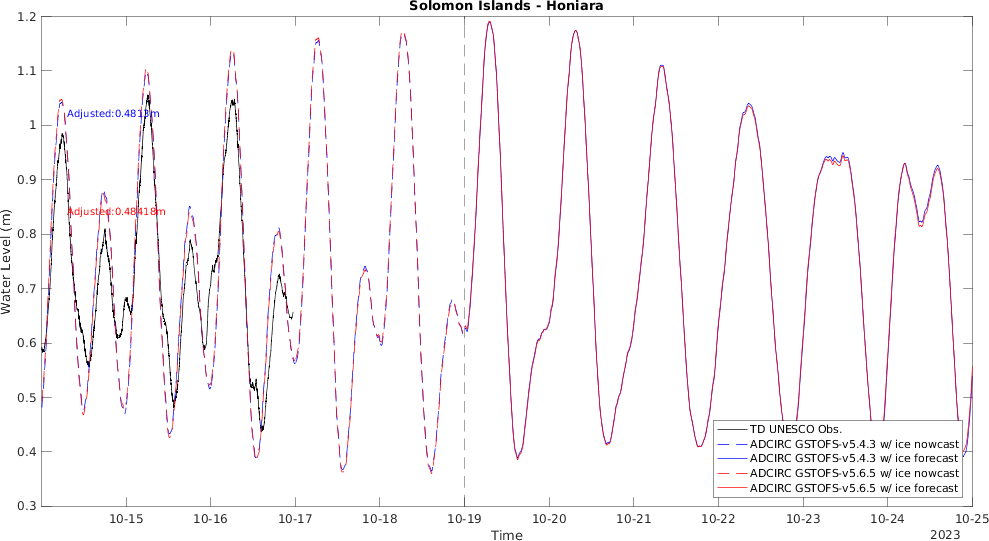 Solomon Islands - Honiara
1.2
1.1
1
0.9
0.8
0.7
0.6
0.5
0.4
0.3
Water Level (m)
Adjusted:0.4813m
Adjusted:0.48418m
TD UNESCO Obs.
ADCIRC GSTOFS-v5.4.3 w/ ice nowcast
ADCIRC GSTOFS-v5.4.3 w/ ice forecast
ADCIRC GSTOFS-v5.6.5 w/ ice nowcast
ADCIRC GSTOFS-v5.6.5 w/ ice forecast
10-15 10-16 10-17 10-18 10-19 10-20 10-21 10-22 10-23 10-24 10-25
Time
2023